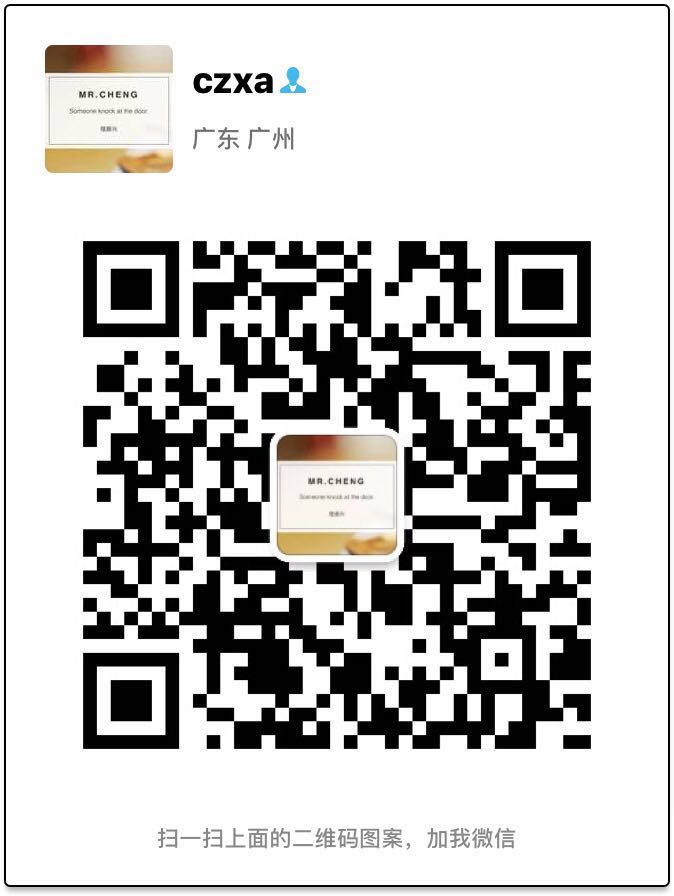 MR.CHENG
Someone knock at the door.
czxa
广东 广州
MR.CHENG
Someone knock at the door.
扫一扫上面的二维码图案，加我微信